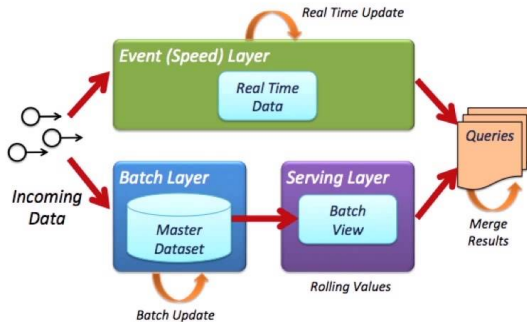 Real Time Update
Event (Speed) Layer
Real Time
Data
Queries
Incoming
Data
Batch Layer
Master
Dataset
Serving Layer
Batch
View
Merge
Results
Rolling Values
Batch Update